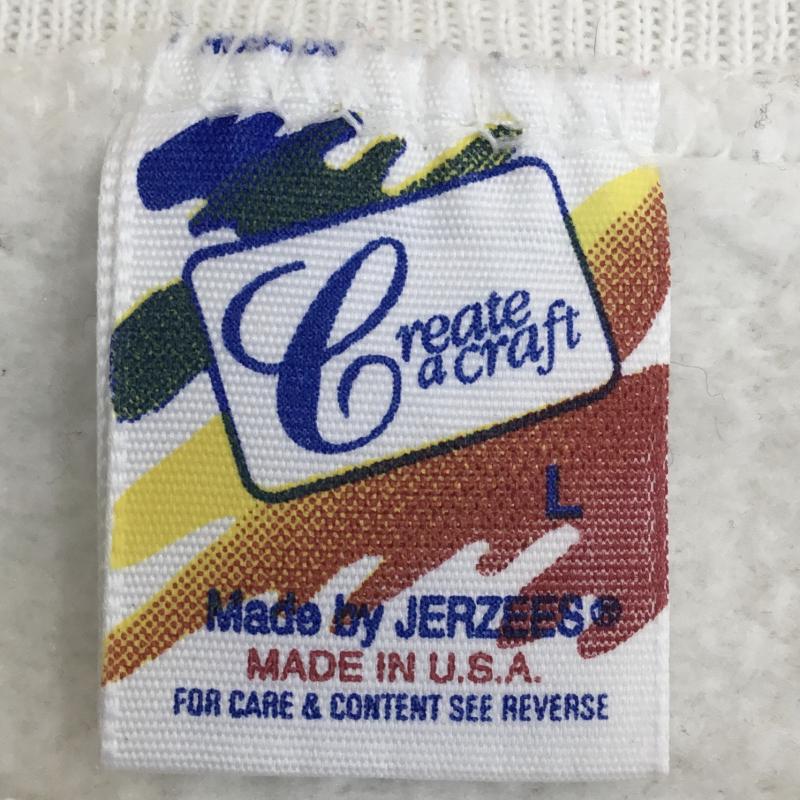 Create
a craft
L
Made by JERZEES®
MADE IN U.S.A.
FOR CARE & CONTENT SEE REVERSE